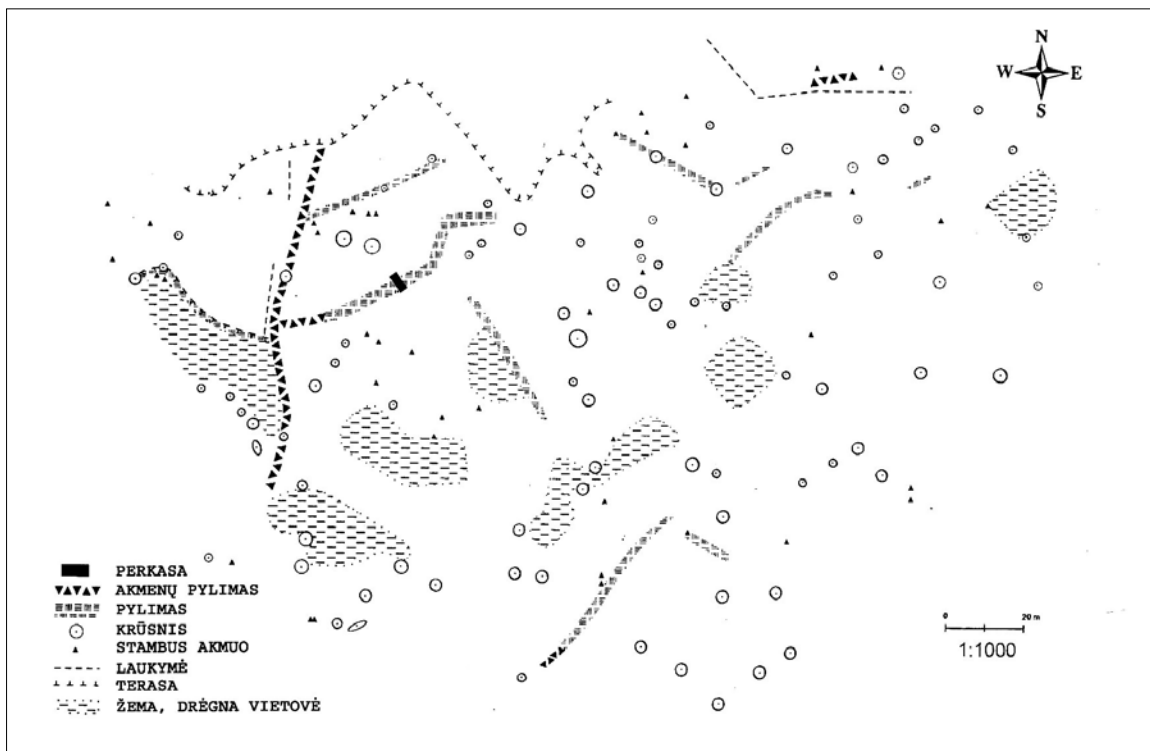 N
W E
S
PERKASA
AKMENŲ PYLIMAS
PYLIMAS
KRŪSNIS
STAMBUS AKMUO
LAUKYMĖ
TERASA
ŽEMA, DRĖGNA VIETOVĖ
0 20 m
1:1000